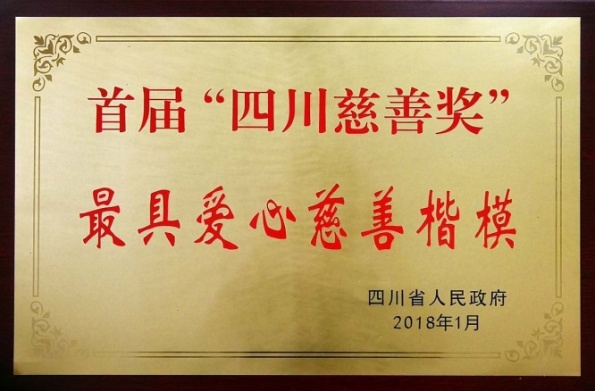 首届“四川慈善奖”
最具爱心慈善楷模
四川省人民政府
2018年1月